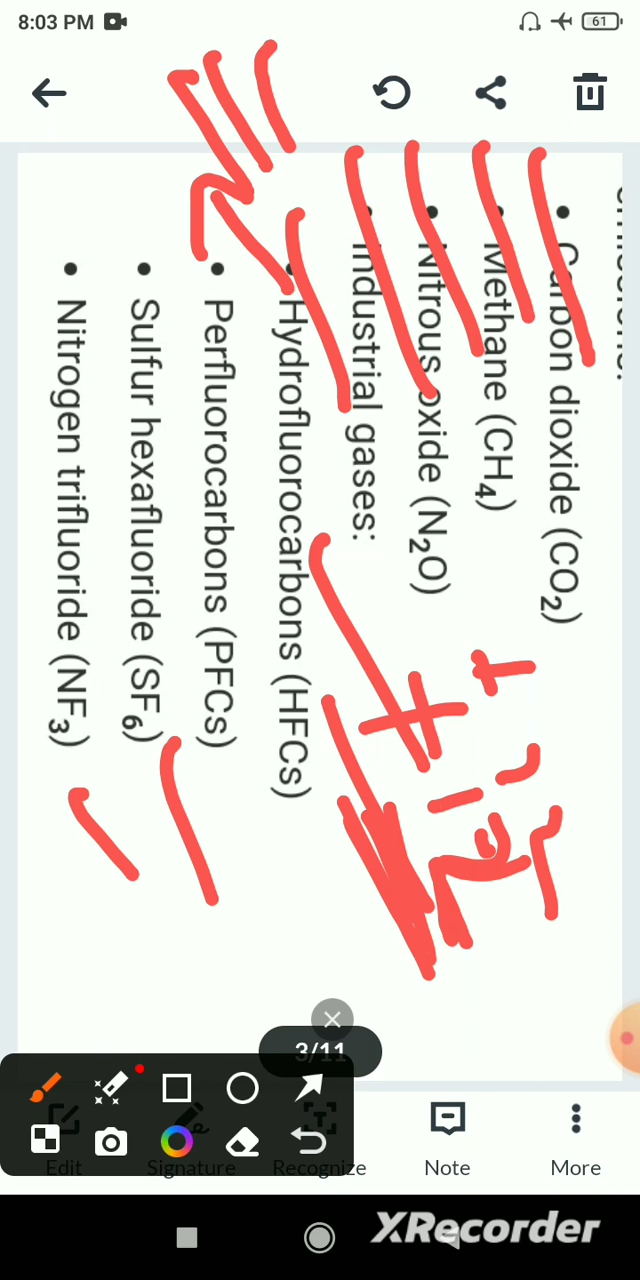 8:03 PM
61
• Carbon dioxide (CO₂)
• Methane (CH₄)
• Nitrous oxide (N₂O)
• Industrial gases:
• Hydrofluorocarbons (HFCs)
• Perfluorocarbons (PFCs)
• Sulfur hexafluoride (SF₆)
• Nitrogen trifluoride (NF₃)
3/11
Edit
Signature
Recognize
Note
More
XRecorder